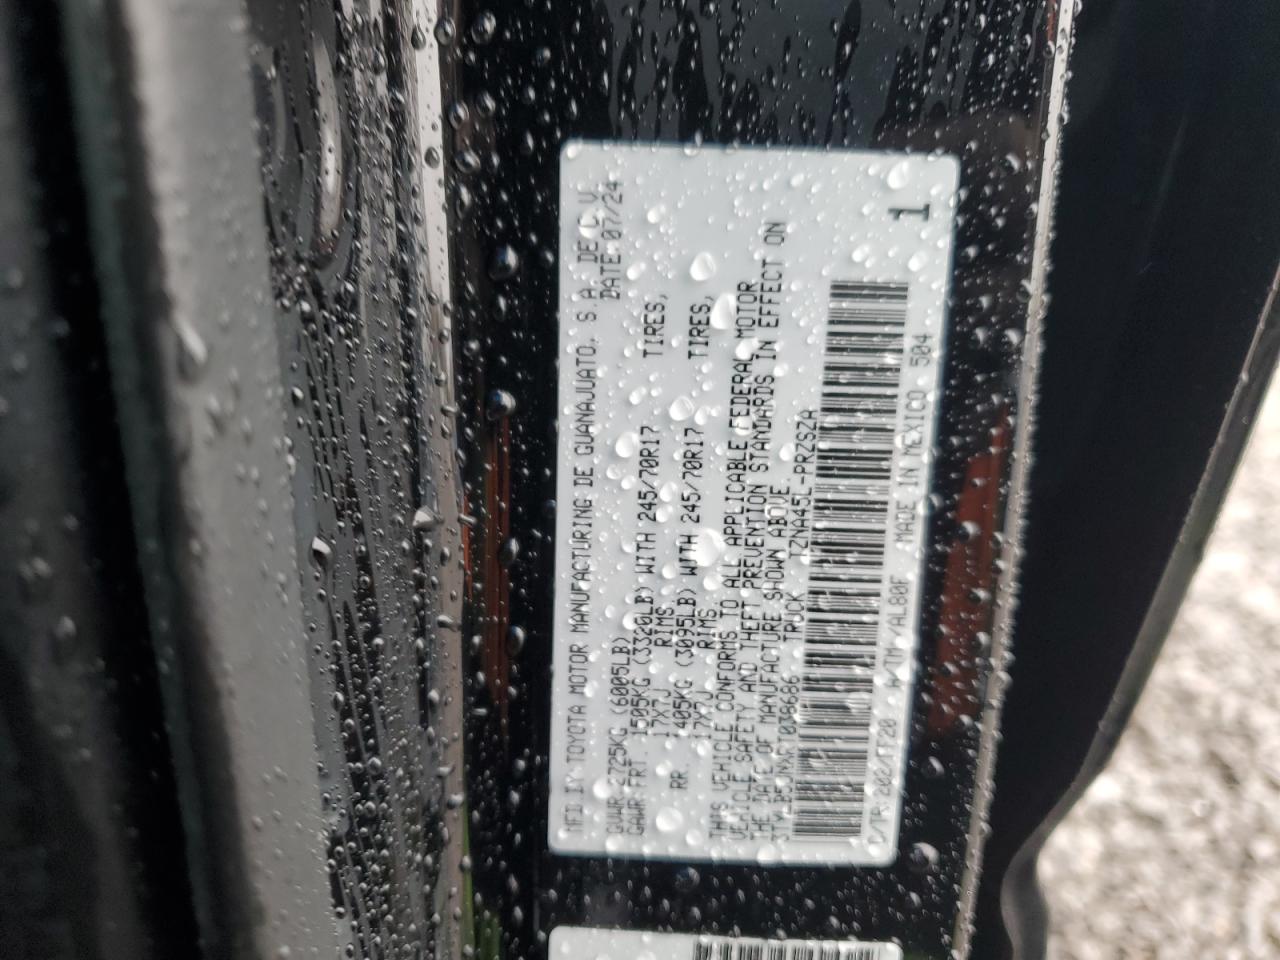 MFD BY TOYOTA MOTOR MANUFACTURING DE GUANAJUATO, S.A. DE C.V.
GVWR 2725KG (6005LB) DATE:07/24
GAWR FRT. 1505KG (3320LB) WITH 245/70R17 TIRES,
17X7J RIMS.
RR. 1405KG (3095LB) WITH 245/70R17 TIRES,
17X7J RIMS
THIS VEHICLE CONFORMS TO ALL APPLICABLE FEDERAL MOTOR
VEHICLE SAFETY AND THEFT PREVENTION STANDARDS IN EFFECT ON
THE DATE OF MANUFACTURE SHOWN ABOVE.
TRUCK TZNA45L-PRZSZA
C/TR:202/1F20 A/TM:/AL80F MADE IN MEXICO 504
1